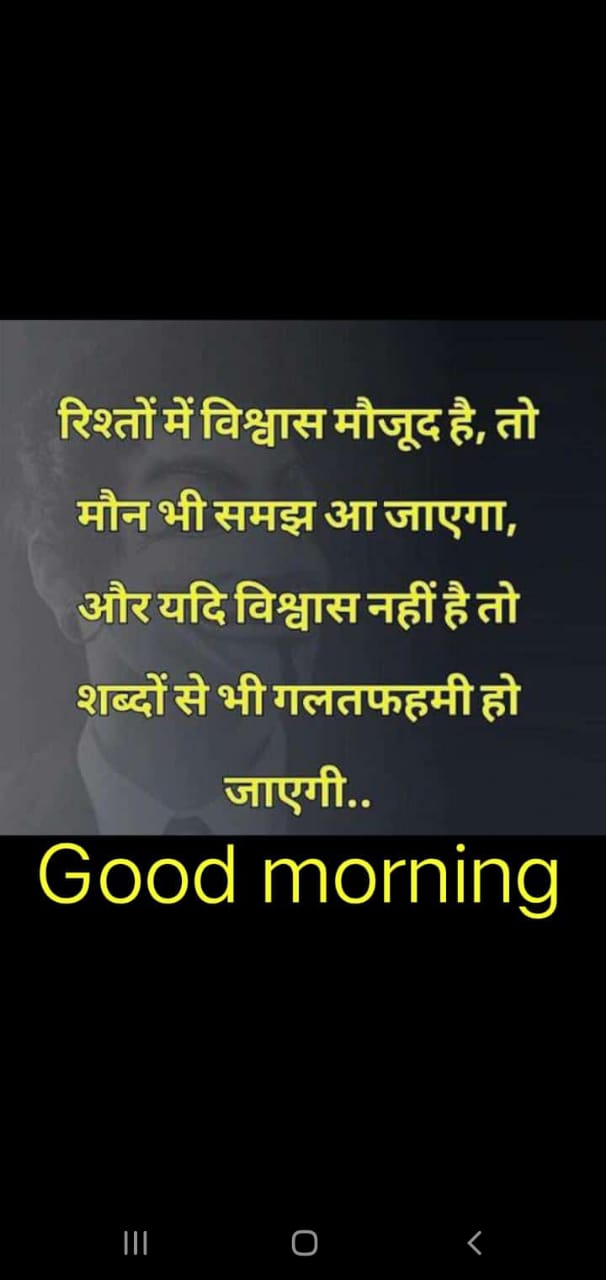 रिश्तों में विश्वास मौजूद है, तो
मौन भी समझ आ जाएगा,
और यदि विश्वास नहीं है तो
शब्दों से भी गलतफहमी हो
जाएगी..
Good morning